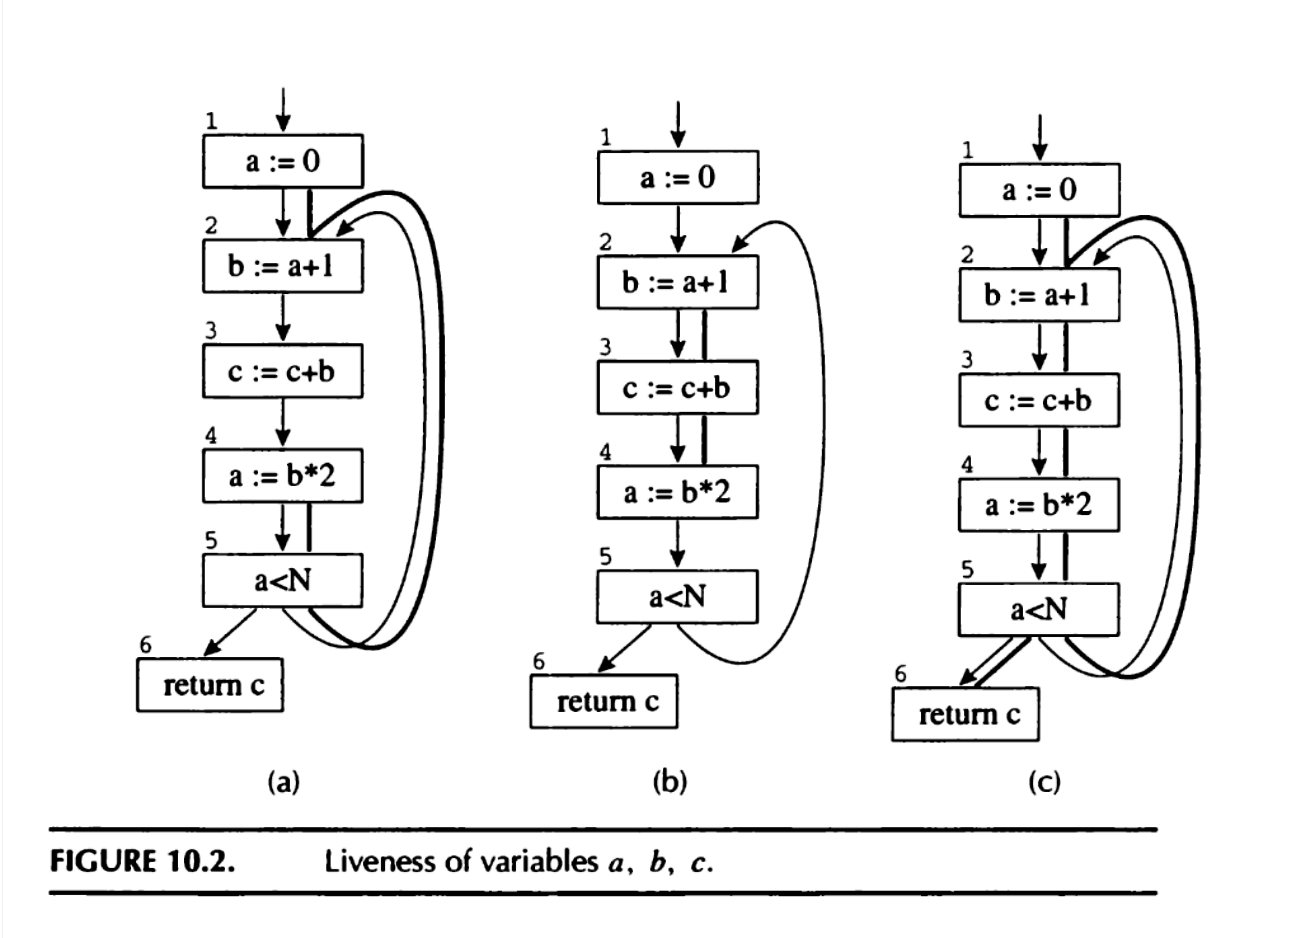 1
a := 0
2
b := a+1
3
c := c+b
4
a := b*2
5
a<N
6
return c
(a)
1
a := 0
2
b := a+1
3
c := c+b
4
a := b*2
5
a<N
6
return c
(b)
1
a := 0
2
b := a+1
3
c := c+b
4
a := b*2
5
a<N
6
return c
(c)
FIGURE 10.2. Liveness of variables a, b, c.